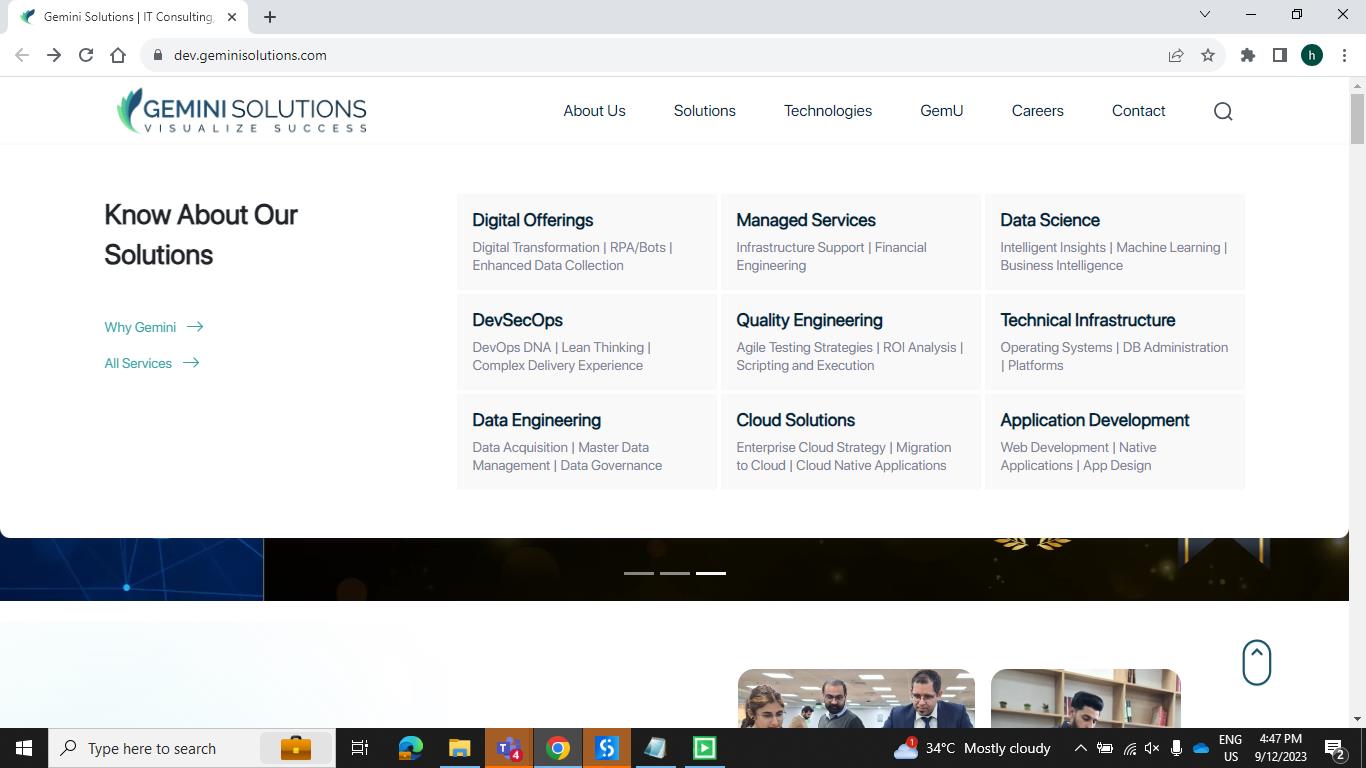 Gemini Solutions | IT Consulting,
dev.geminisolutions.com
h
GEMINI SOLUTIONS
VISUALIZE SUCCESS
About Us
Solutions
Technologies
GemU
Careers
Contact
Know About Our
Solutions
Why Gemini
All Services
Digital Offerings
Digital Transformation | RPA/Bots |
Enhanced Data Collection
Managed Services
Infrastructure Support | Financial
Engineering
Data Science
Intelligent Insights | Machine Learning |
Business Intelligence
DevSecOps
DevOps DNA | Lean Thinking |
Complex Delivery Experience
Quality Engineering
Agile Testing Strategies | ROI Analysis |
Scripting and Execution
Technical Infrastructure
Operating Systems | DB Administration
| Platforms
Data Engineering
Data Acquisition | Master Data
Management | Data Governance
Cloud Solutions
Enterprise Cloud Strategy | Migration
to Cloud | Cloud Native Applications
Application Development
Web Development | Native
Applications | App Design
Type here to search
4
1
34°C Mostly cloudy
ENG
US
4:47 PM
9/12/2023
2